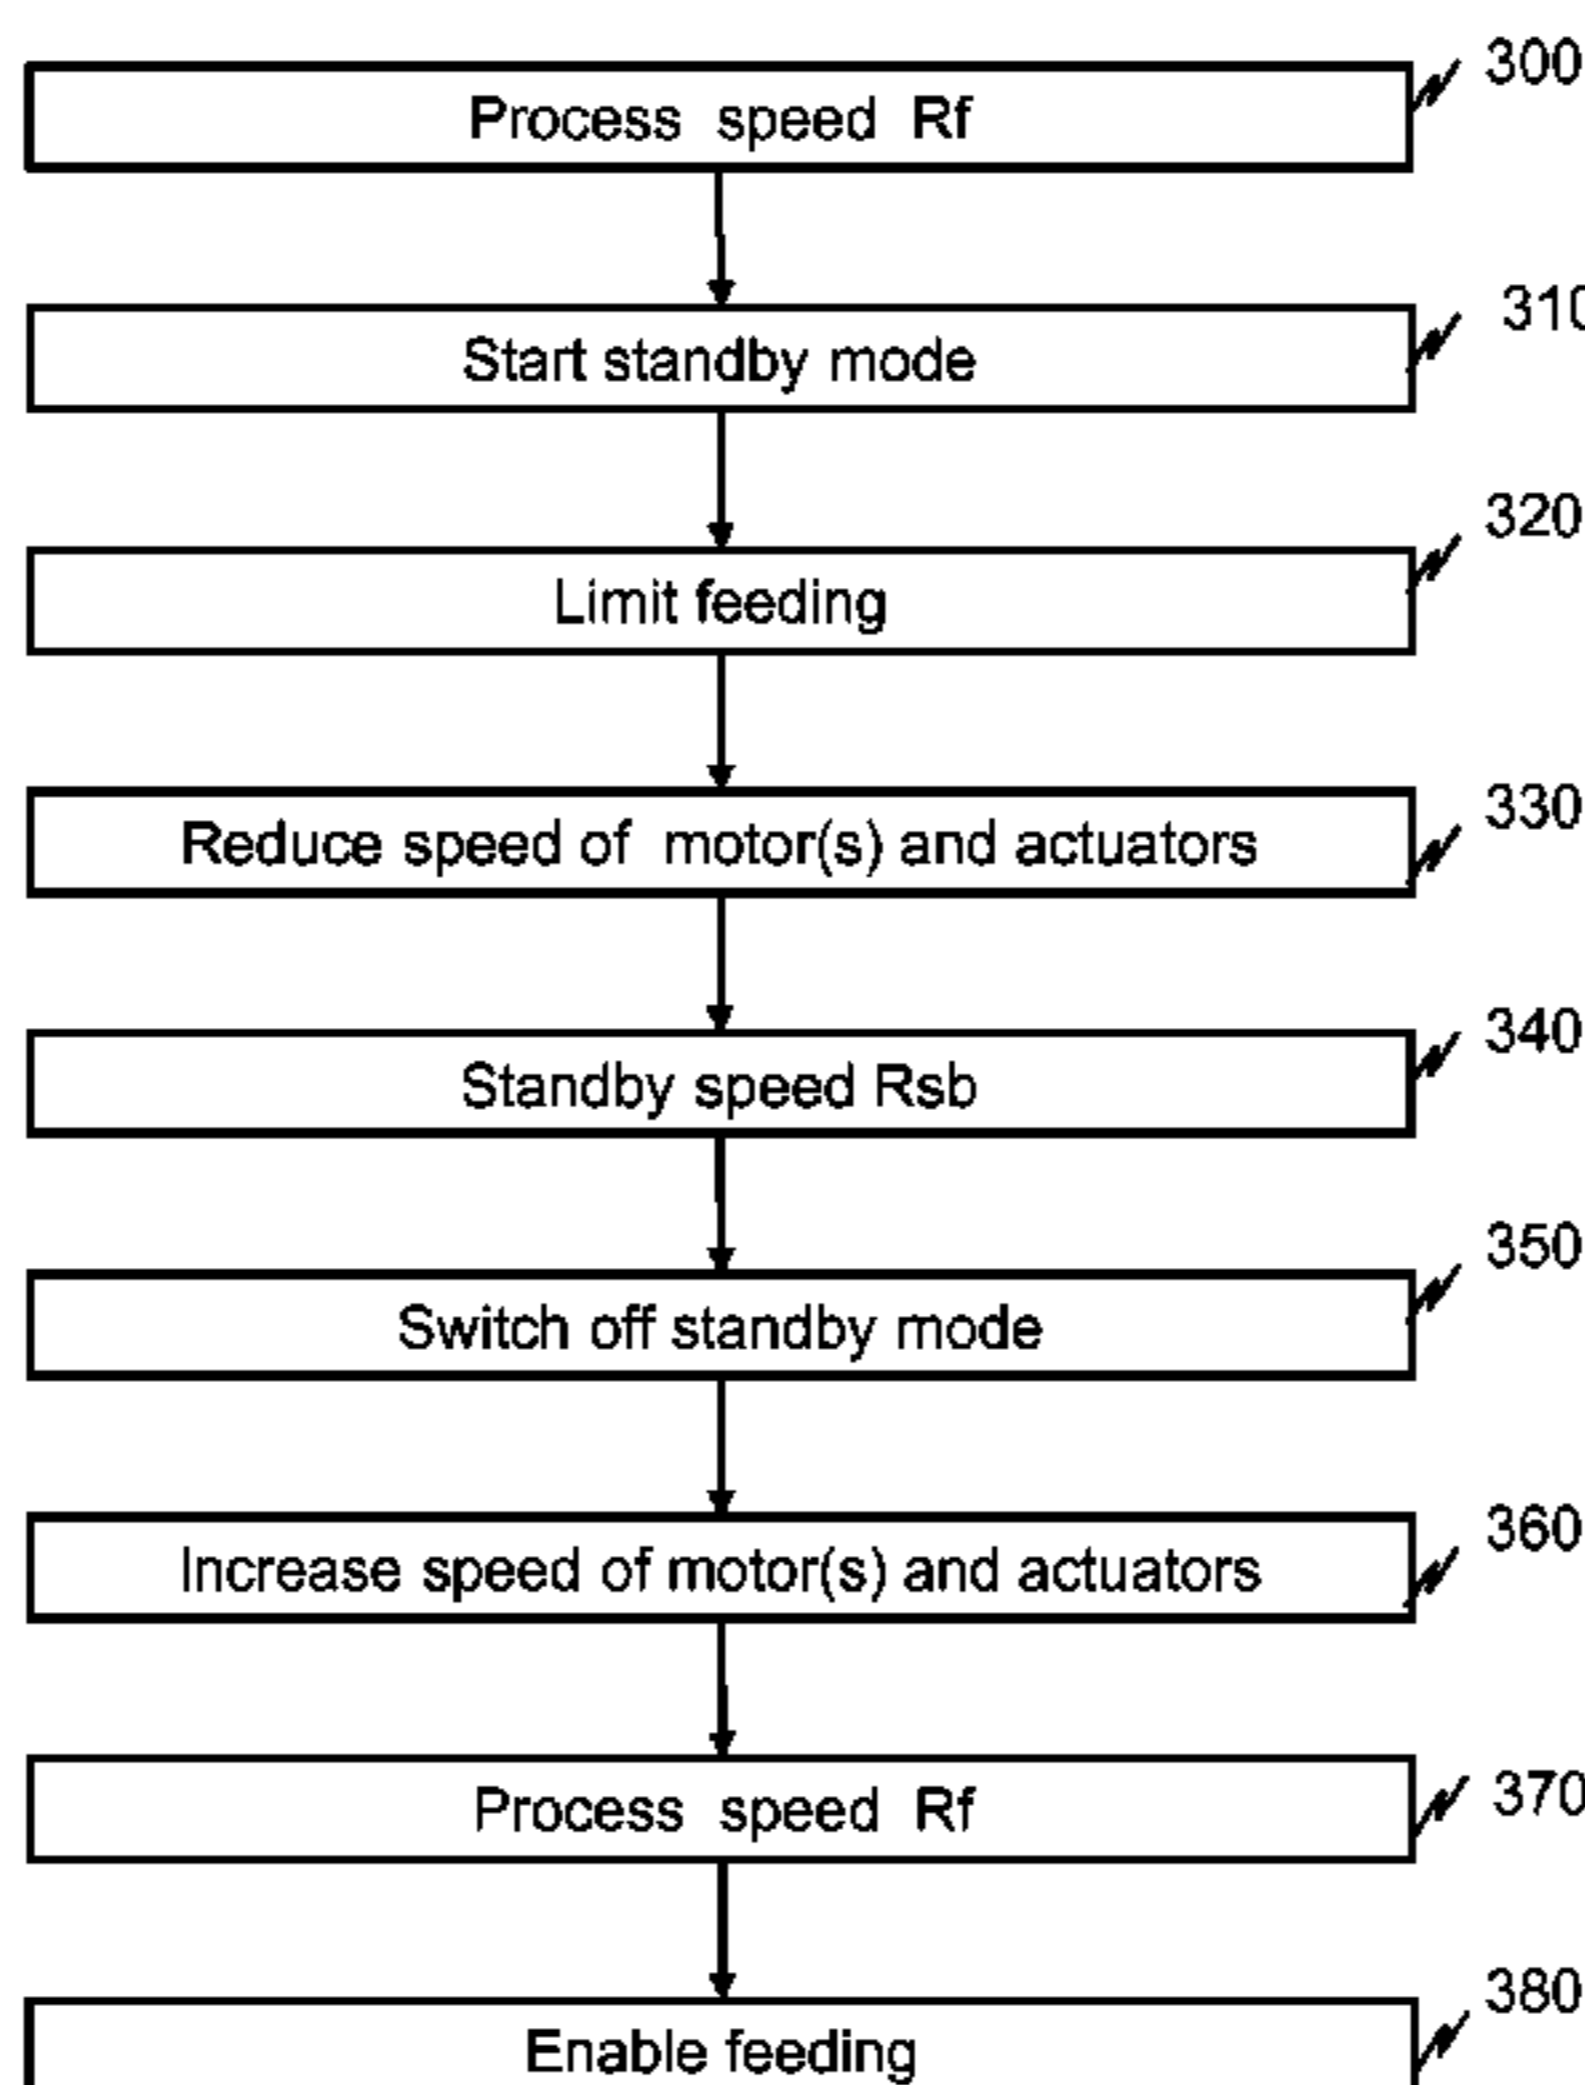 300
Process speed Rf
310
Start standby mode
320
Limit feeding
330
Reduce speed of motor(s) and actuators
340
Standby speed Rsb
350
Switch off standby mode
360
Increase speed of motor(s) and actuators
370
Process speed Rf
380
Enable feeding